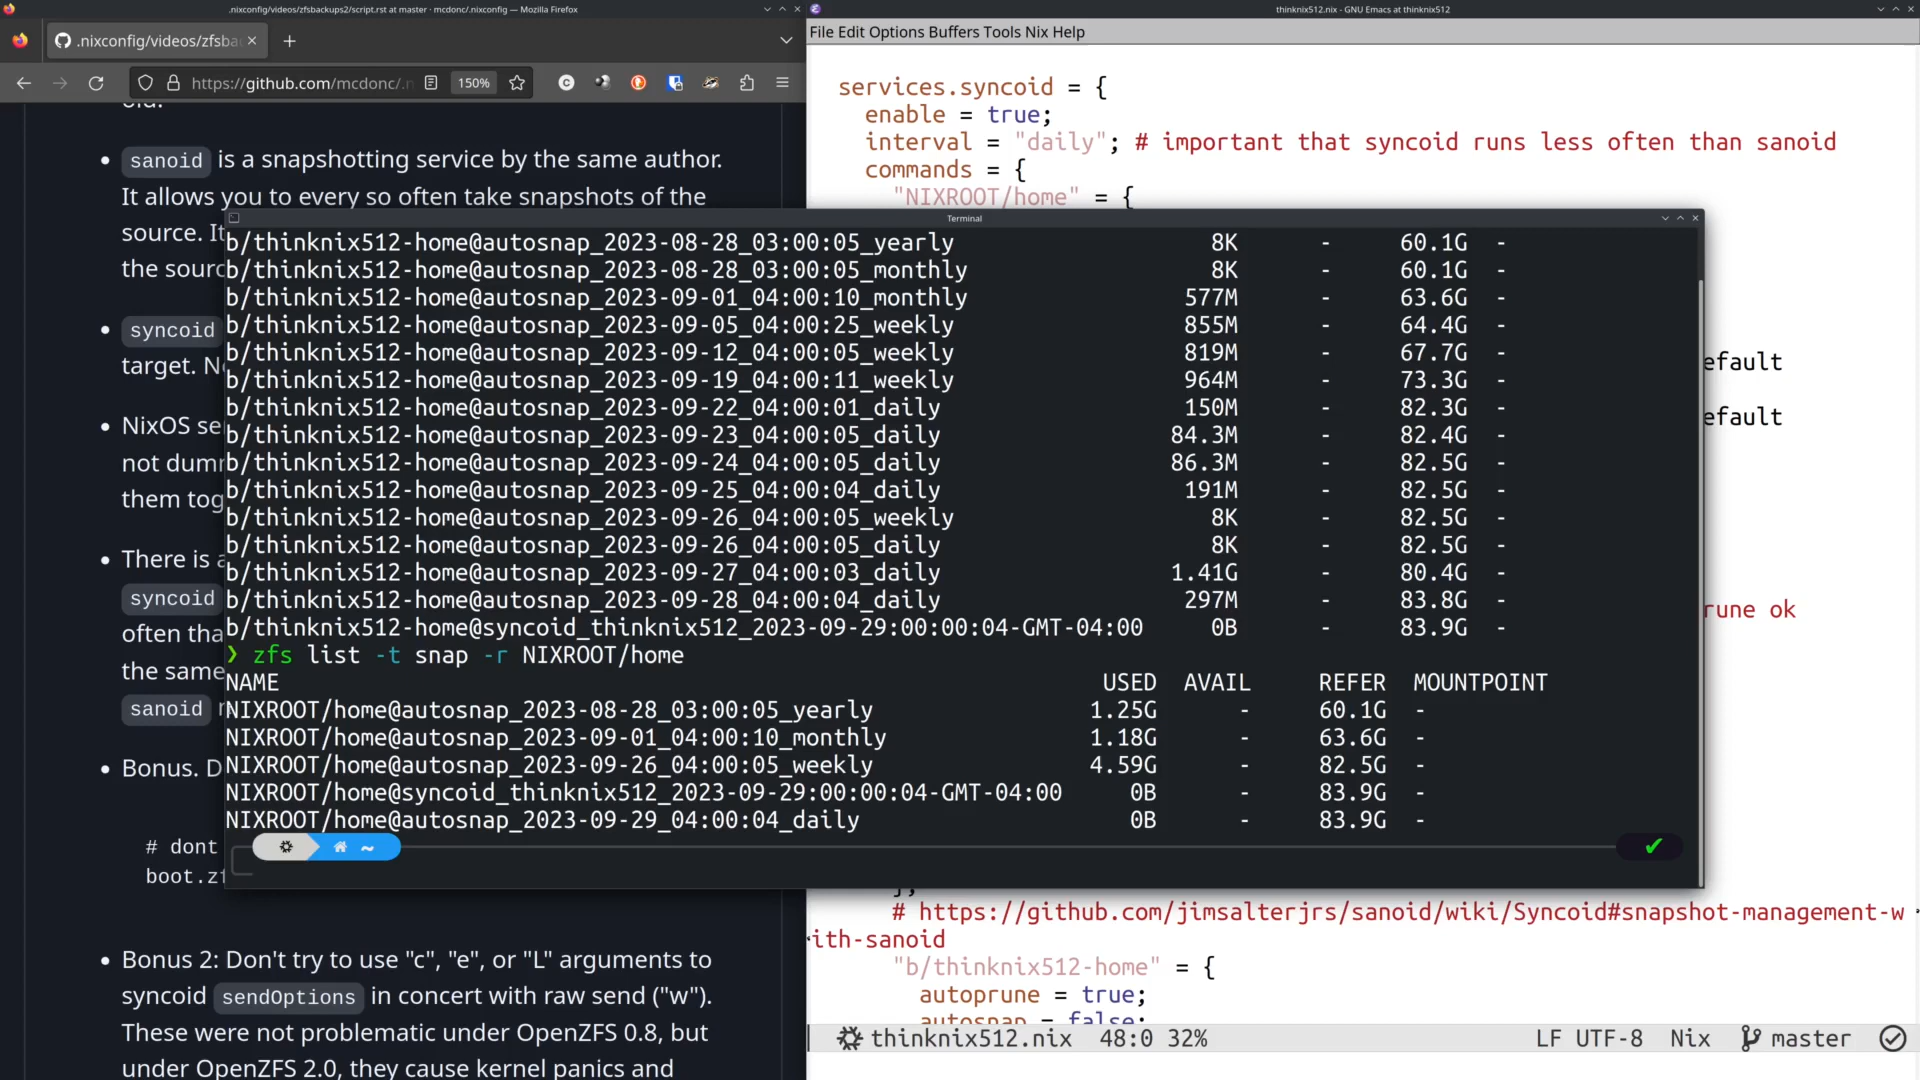 .nixconfig/videos/zfsbackups2/script.rst at master · mcdonc/.nixconfig — Mozilla Firefox
.nixconfig/videos/zfsba
https://github.com/mcdonc/.n
150%
sanoid is a snapshotting service by the same author.
It allows you to every so often take snapshots of the
source. It
the sourc
syncoid
target. N
NixOS se
not dum
them tog
There is a
syncoid
often tha
the same
sanoid
Bonus. D
# dont
boot.zf
Bonus 2: Don't try to use "c", "e", or "L" arguments to
syncoid sendOptions in concert with raw send ("w").
These were not problematic under OpenZFS 0.8, but
under OpenZFS 2.0, they cause kernel panics and
thinknix512.nix - GNU Emacs at thinknix512
File Edit Options Buffers Tools Nix Help
services.syncoid = {
enable = true;
interval = "daily"; # important that syncoid runs less often than sanoid
commands = {
"NIXROOT/home" = {
efault
efault
rune ok
};
# https://github.com/jimsalterjrs/sanoid/wiki/Syncoid#snapshot-management-w
ith-sanoid
"b/thinknix512-home" = {
autoprune = true;
autosnap = false;
thinknix512.nix 48:0 32% LF UTF-8 Nix master
Terminal
b/thinknix512-home@autosnap_2023-08-28_03:00:05_yearly 8K - 60.1G -
b/thinknix512-home@autosnap_2023-08-28_03:00:05_monthly 8K - 60.1G -
b/thinknix512-home@autosnap_2023-09-01_04:00:10_monthly 577M - 63.6G -
b/thinknix512-home@autosnap_2023-09-05_04:00:25_weekly 855M - 64.4G -
b/thinknix512-home@autosnap_2023-09-12_04:00:05_weekly 819M - 67.7G -
b/thinknix512-home@autosnap_2023-09-19_04:00:11_weekly 964M - 73.3G -
b/thinknix512-home@autosnap_2023-09-22_04:00:01_daily 150M - 82.3G -
b/thinknix512-home@autosnap_2023-09-23_04:00:05_daily 84.3M - 82.4G -
b/thinknix512-home@autosnap_2023-09-24_04:00:05_daily 86.3M - 82.5G -
b/thinknix512-home@autosnap_2023-09-25_04:00:04_daily 191M - 82.5G -
b/thinknix512-home@autosnap_2023-09-26_04:00:05_weekly 8K - 82.5G -
b/thinknix512-home@autosnap_2023-09-26_04:00:05_daily 8K - 82.5G -
b/thinknix512-home@autosnap_2023-09-27_04:00:03_daily 1.41G - 80.4G -
b/thinknix512-home@autosnap_2023-09-28_04:00:04_daily 297M - 83.8G -
b/thinknix512-home@syncoid_thinknix512_2023-09-29:00:00:04-GMT-04:00 0B - 83.9G -
❯ zfs list -t snap -r NIXROOT/home
NAME USED AVAIL REFER MOUNTPOINT
NIXROOT/home@autosnap_2023-08-28_03:00:05_yearly 1.25G - 60.1G -
NIXROOT/home@autosnap_2023-09-01_04:00:10_monthly 1.18G - 63.6G -
NIXROOT/home@autosnap_2023-09-26_04:00:05_weekly 4.59G - 82.5G -
NIXROOT/home@syncoid_thinknix512_2023-09-29:00:00:04-GMT-04:00 0B - 83.9G -
NIXROOT/home@autosnap_2023-09-29_04:00:04_daily 0B - 83.9G -
~